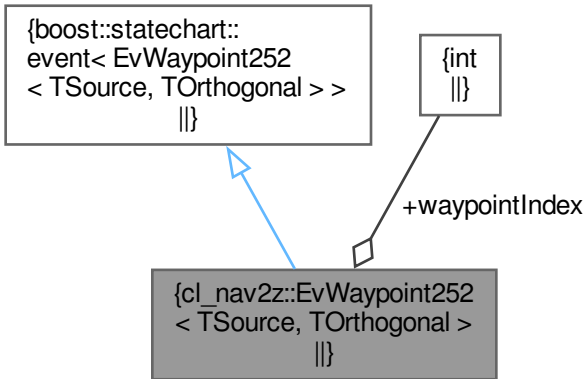 {boost::statechart::
event< EvWaypoint252
< TSource, TOrthogonal > >
||}
{int
||}
+waypointIndex
{cl_nav2z::EvWaypoint252
< TSource, TOrthogonal >
||}